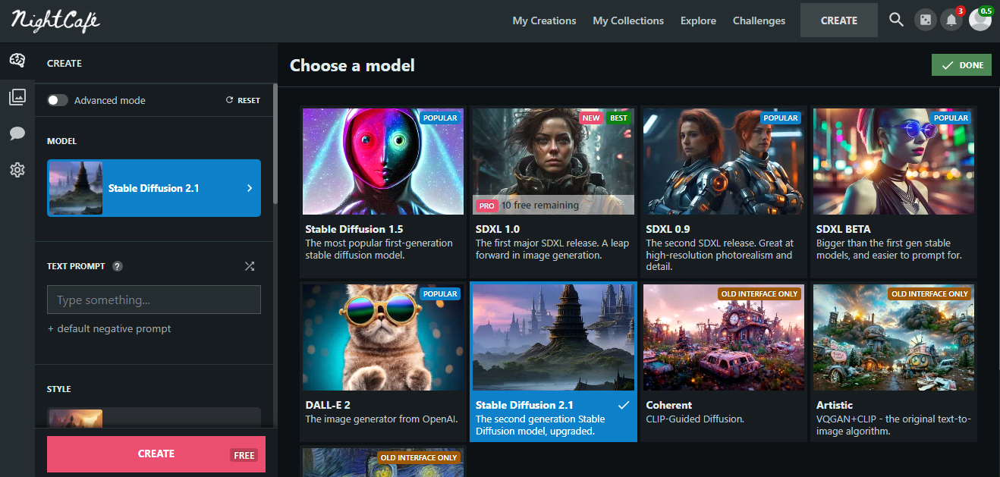 NightCafé
My Creations
My Collections
Explore
Challenges
CREATE
3
0.5
CREATE
Advanced mode
RESET
MODEL
Stable Diffusion 2.1
TEXT PROMPT ?
Type something...
+ default negative prompt
STYLE
CREATE
FREE
Choose a model
DONE
POPULAR
Stable Diffusion 1.5
The most popular first-generation
stable diffusion model.
NEW BEST
PRO 10 free remaining
SDXL 1.0
The first major SDXL release. A leap
forward in image generation.
POPULAR
SDXL 0.9
The second SDXL release. Great at
high-resolution photorealism and
detail.
POPULAR
SDXL BETA
Bigger than the first gen stable
models, and easier to prompt for.
POPULAR
DALL-E 2
The image generator from OpenAI.
Stable Diffusion 2.1
The second generation Stable
Diffusion model, upgraded.
OLD INTERFACE ONLY
Coherent
CLIP-Guided Diffusion.
OLD INTERFACE ONLY
Artistic
VQGAN+CLIP - the original text-to-
image algorithm.
OLD INTERFACE ONLY